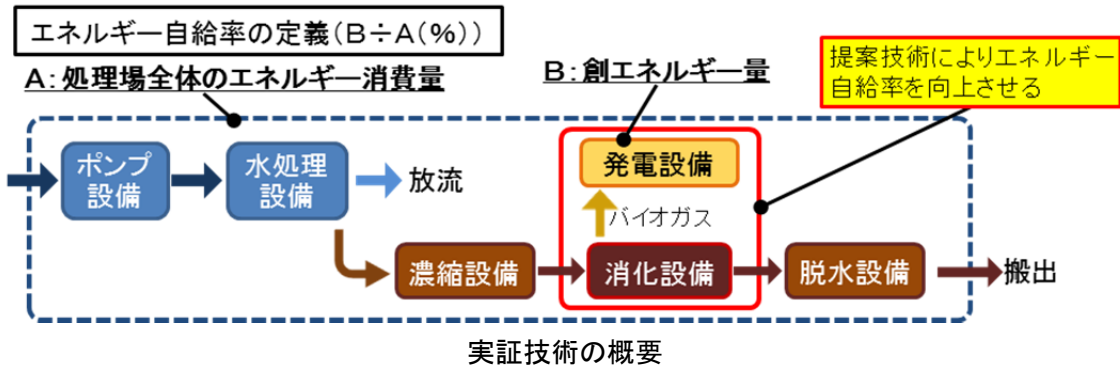 エネルギー自給率の定義(B÷A(%))
A:処理場全体のエネルギー消費量
B:創エネルギー量
提案技術によりエネルギー
自給率を向上させる
ポンプ
設備
水処理
設備
放流
発電設備
バイオガス
濃縮設備
消化設備
脱水設備
搬出
実証技術の概要